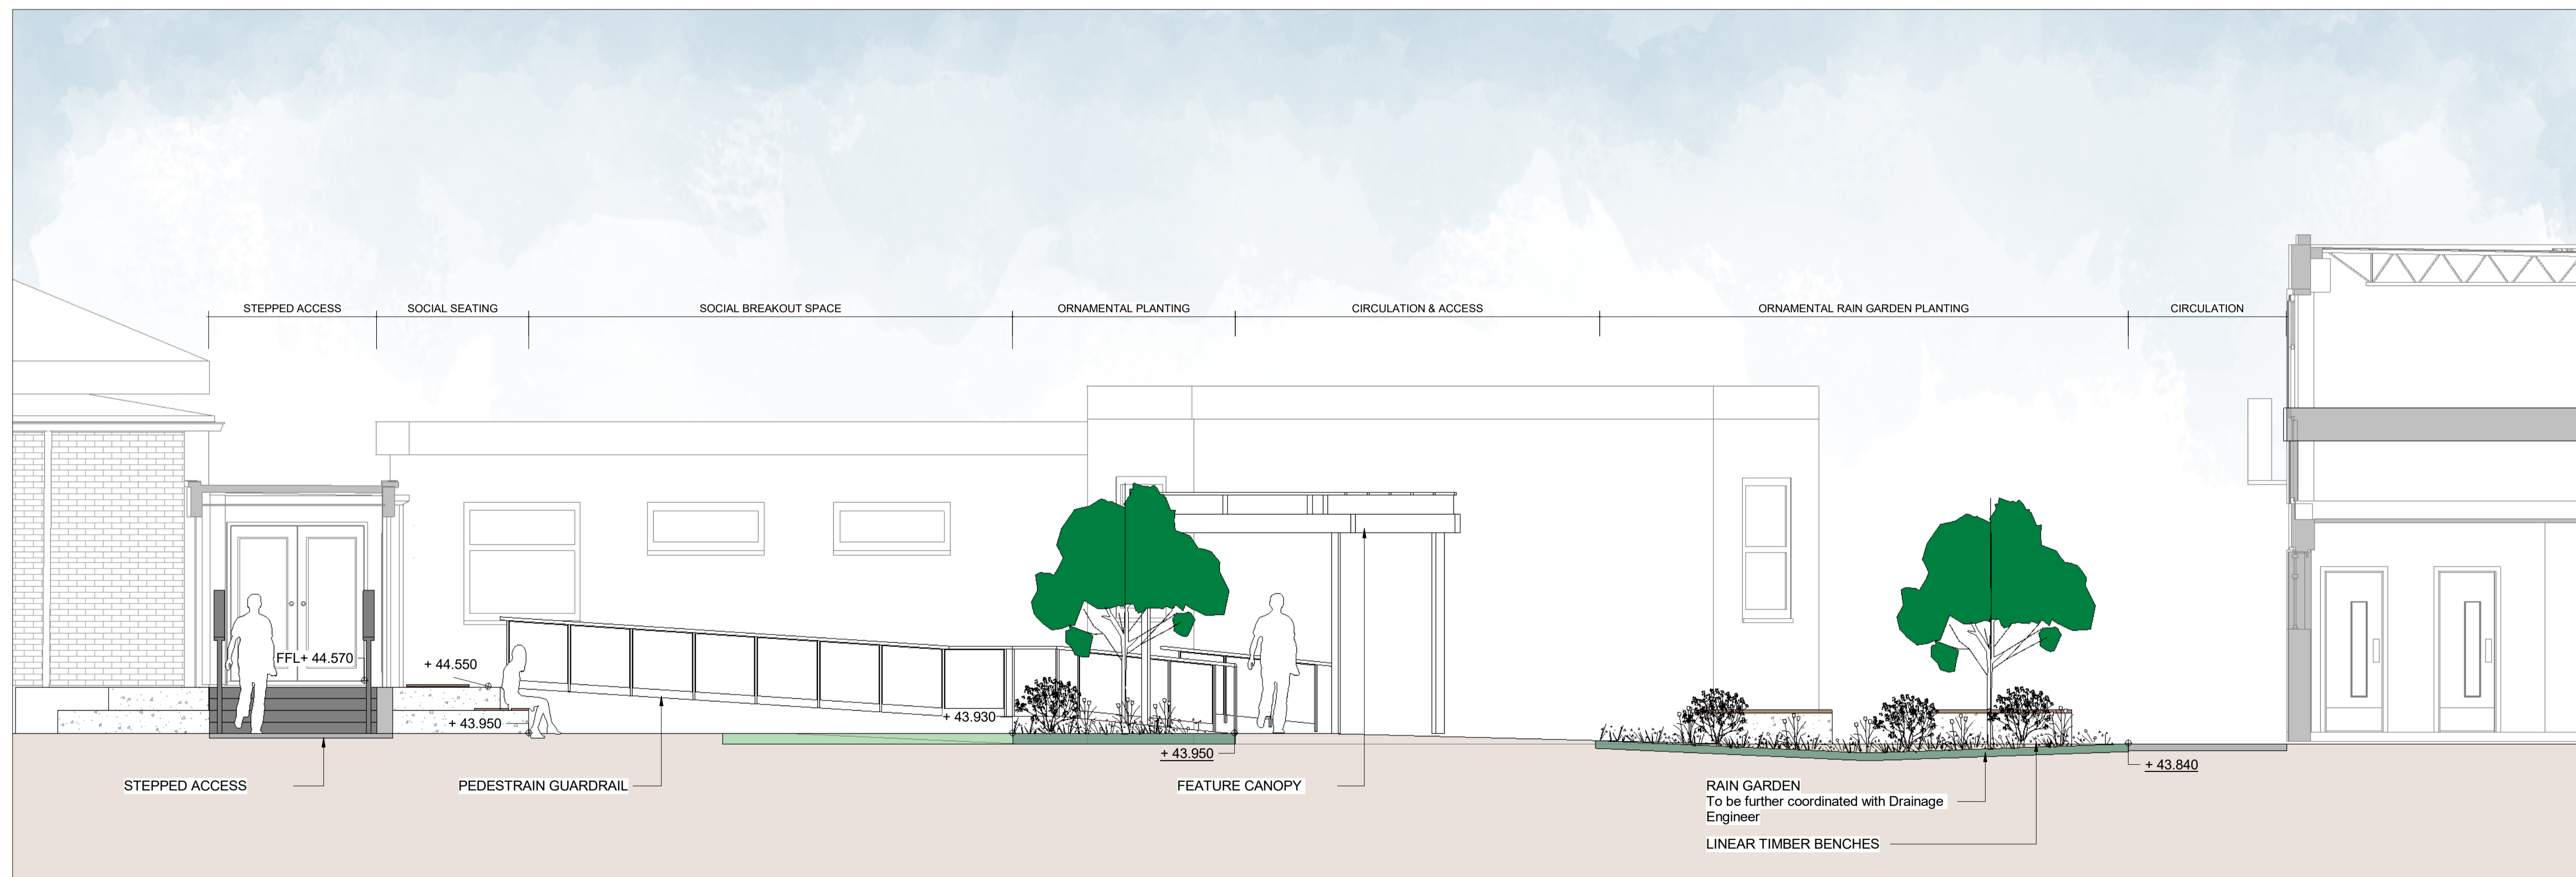 STEPPED ACCESS
SOCIAL SEATING
SOCIAL BREAKOUT SPACE
ORNAMENTAL PLANTING
CIRCULATION & ACCESS
ORNAMENTAL RAIN GARDEN PLANTING
CIRCULATION
FFL+ 44.570
+ 44.550
+ 43.950
+ 43.930
+ 43.950
+ 43.840
STEPPED ACCESS
PEDESTRAIN GUARDRAIL
FEATURE CANOPY
RAIN GARDEN
To be further coordinated with Drainage
Engineer
LINEAR TIMBER BENCHES